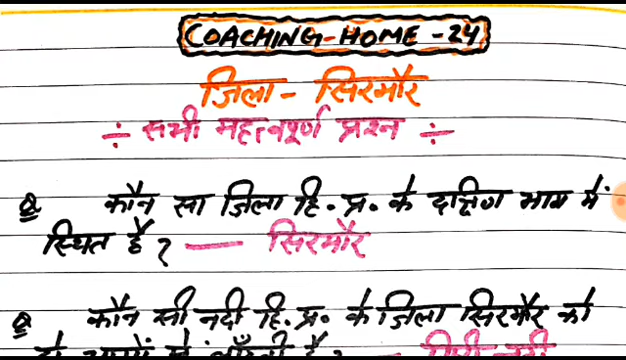 COACHING-HOME-24
जिला - सिरमौर
÷ सभी महत्वपूर्ण प्रश्न ÷
Q कौन सा जिला हि.प्र. के दक्षिण भाग में
स्थित है? — सिरमौर
Q कौन सी नदी हि.प्र. के जिला सिरमौर को